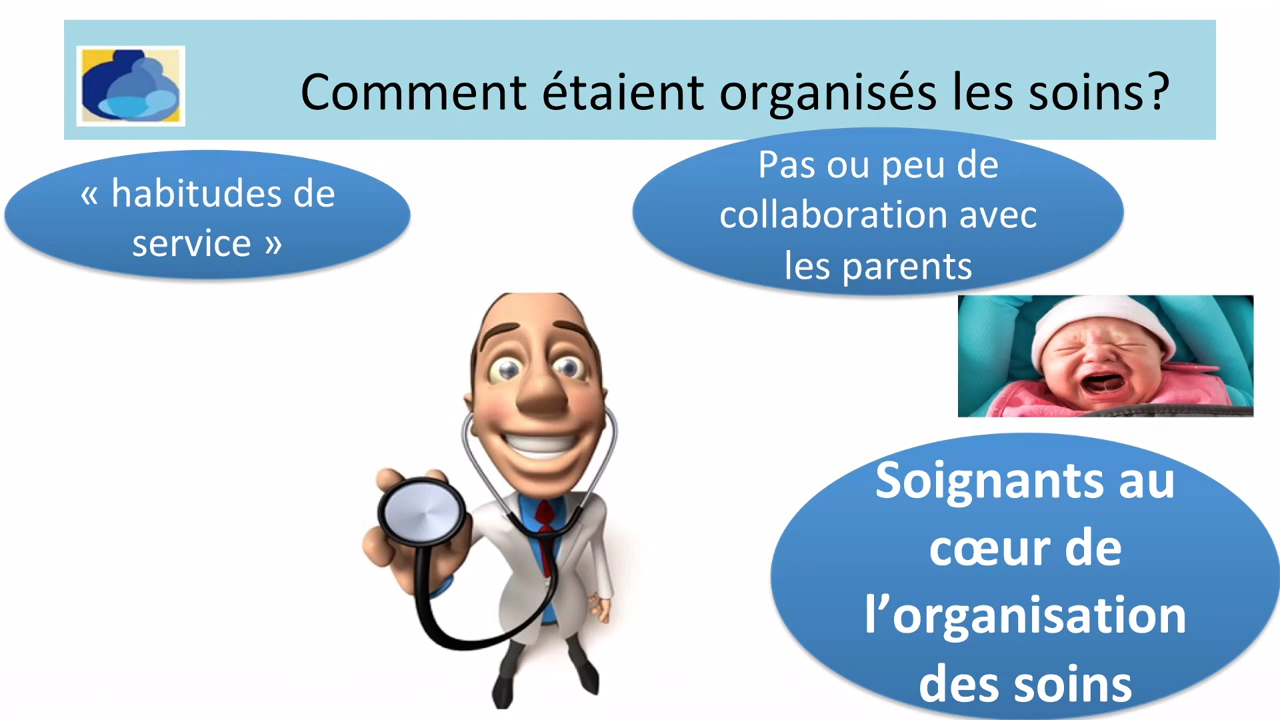 Comment étaient organisés les soins?
« habitudes de
service »
Pas ou peu de
collaboration avec
les parents
Soignants au
cœur de
l’organisation
des soins